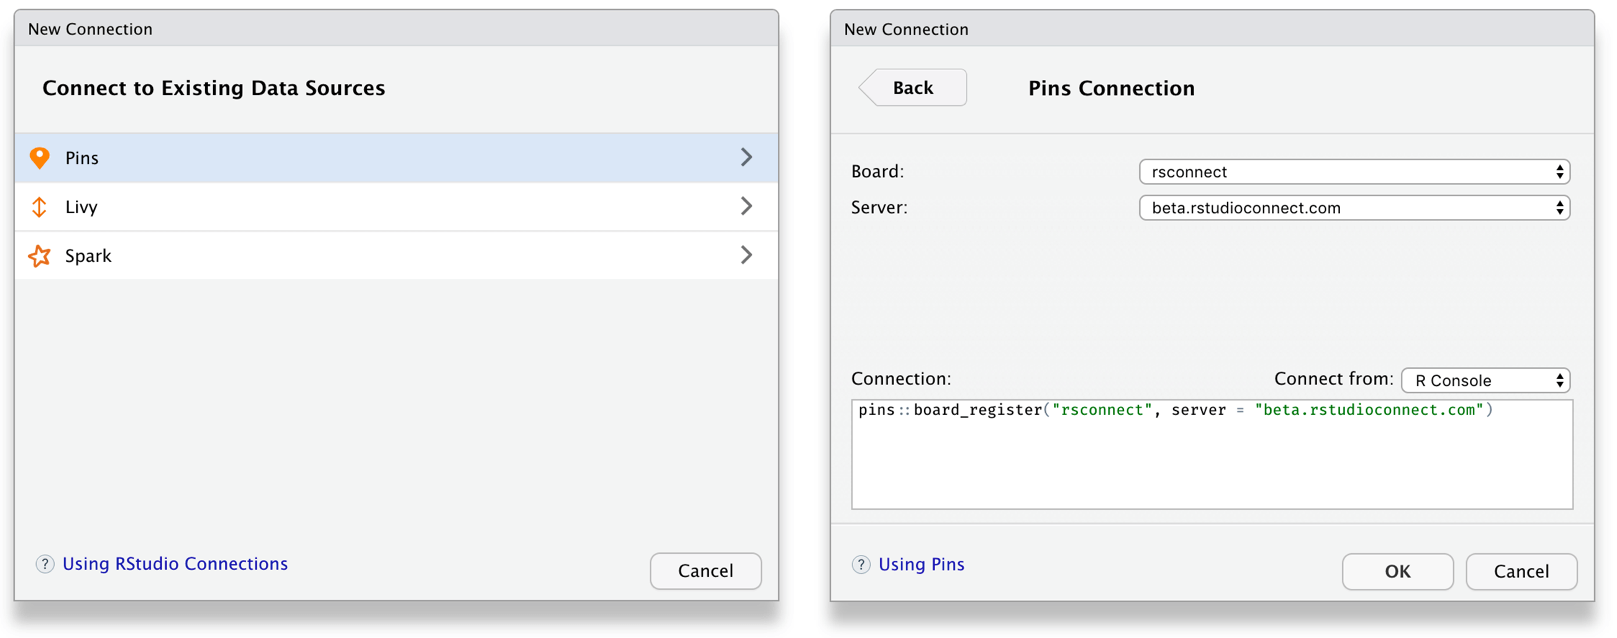 New Connection
Connect to Existing Data Sources
Pins
Livy
Spark
? Using RStudio Connections
Cancel
New Connection
Back
Pins Connection
Board: rsconnect
Server: beta.rstudioconnect.com
Connection: Connect from: R Console
pins::board_register("rsconnect", server = "beta.rstudioconnect.com")
? Using Pins
OK
Cancel